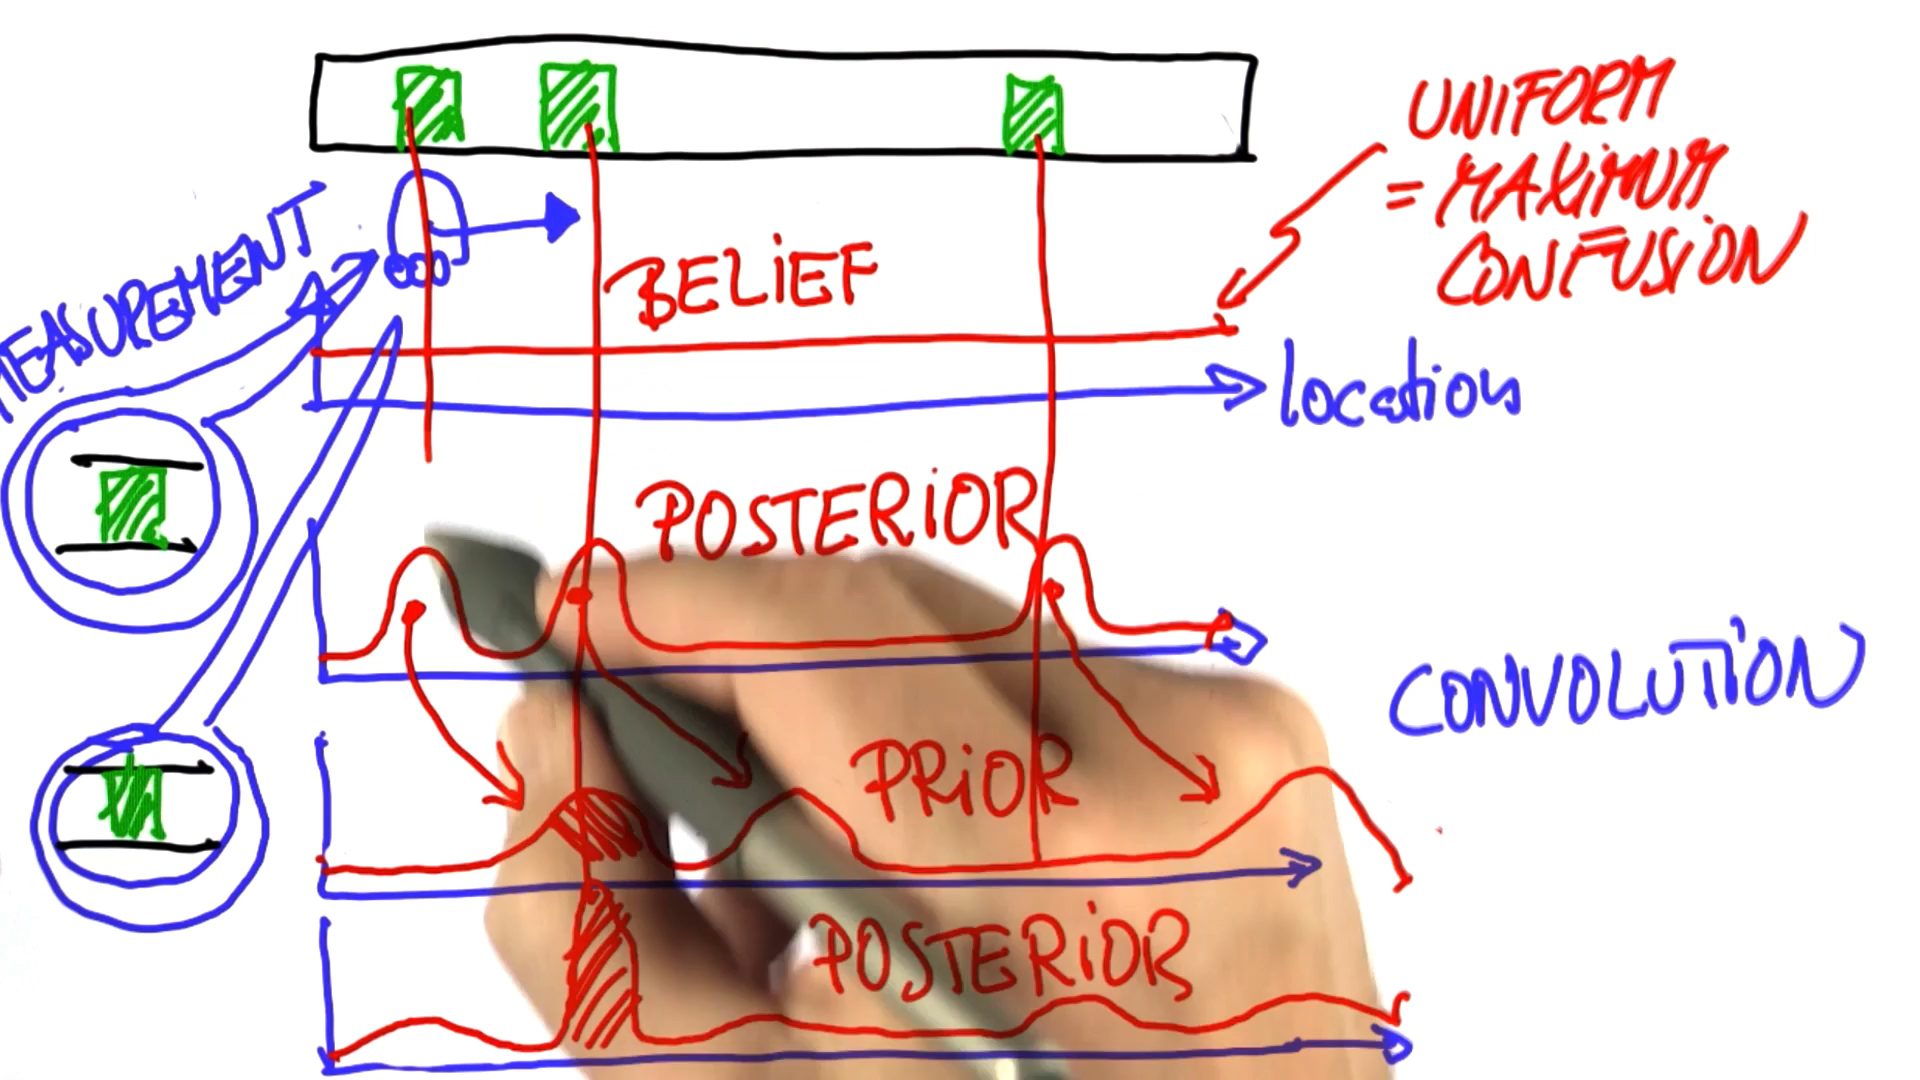 UNIFORM
= MAXIMUM
CONFUSION
MEASUREMENT
BELIEF
location
POSTERIOR
CONVOLUTION
PRIOR
POSTERIOR